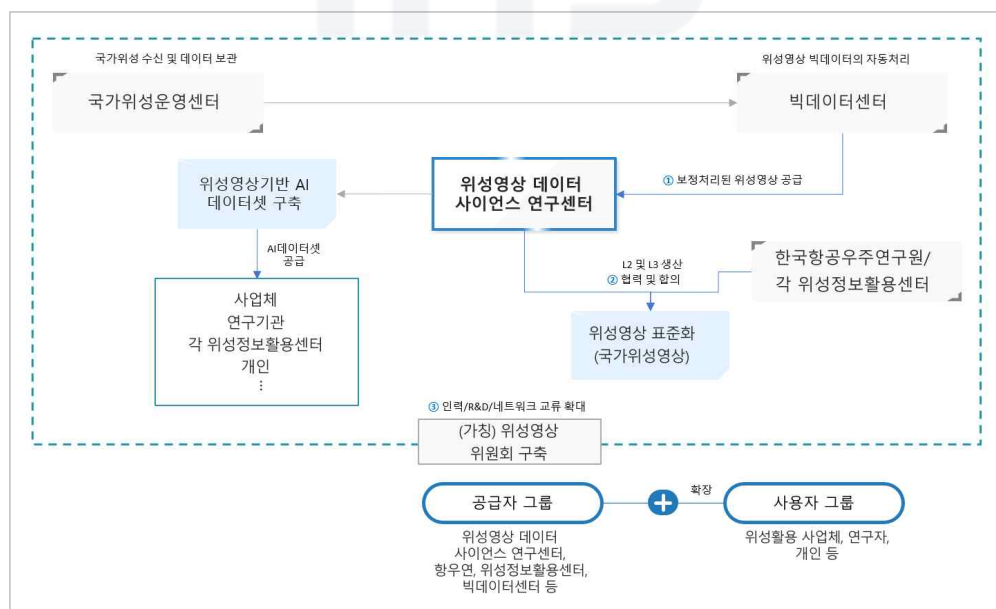 국가위성 수신 및 데이터 보관
국가위성운영센터
위성영상 빅데이터의 자동처리
빅데이터센터
① 보정처리된 위성영상 공급
위성영상 데이터
사이언스 연구센터
위성영상기반 AI
데이터셋 구축
AI데이터셋
공급
사업체
연구기관
각 위성정보활용센터
개인
⋮
L2 및 L3 생산
② 협력 및 합의
한국항공우주연구원/
각 위성정보활용센터
위성영상 표준화
(국가위성영상)
③ 인력/R&D/네트워크 교류 확대
(가칭) 위성영상
위원회 구축
공급자 그룹
확장
사용자 그룹
위성영상 데이터
사이언스 연구센터,
항우연, 위성정보활용센터,
빅데이터센터 등
위성활용 사업체, 연구자,
개인 등